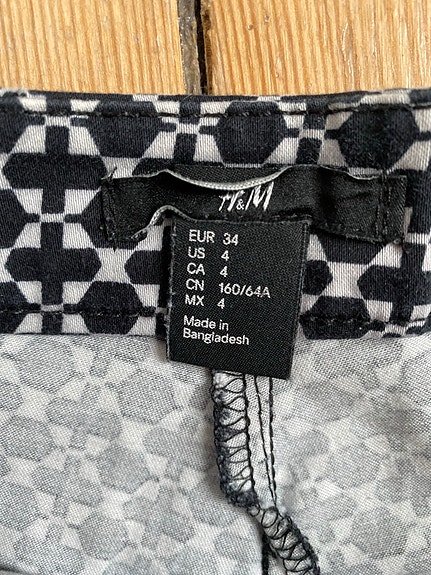 H&M
EUR 34
US 4
CA 4
CN 160/64A
MX 4
Made in
Bangladesh